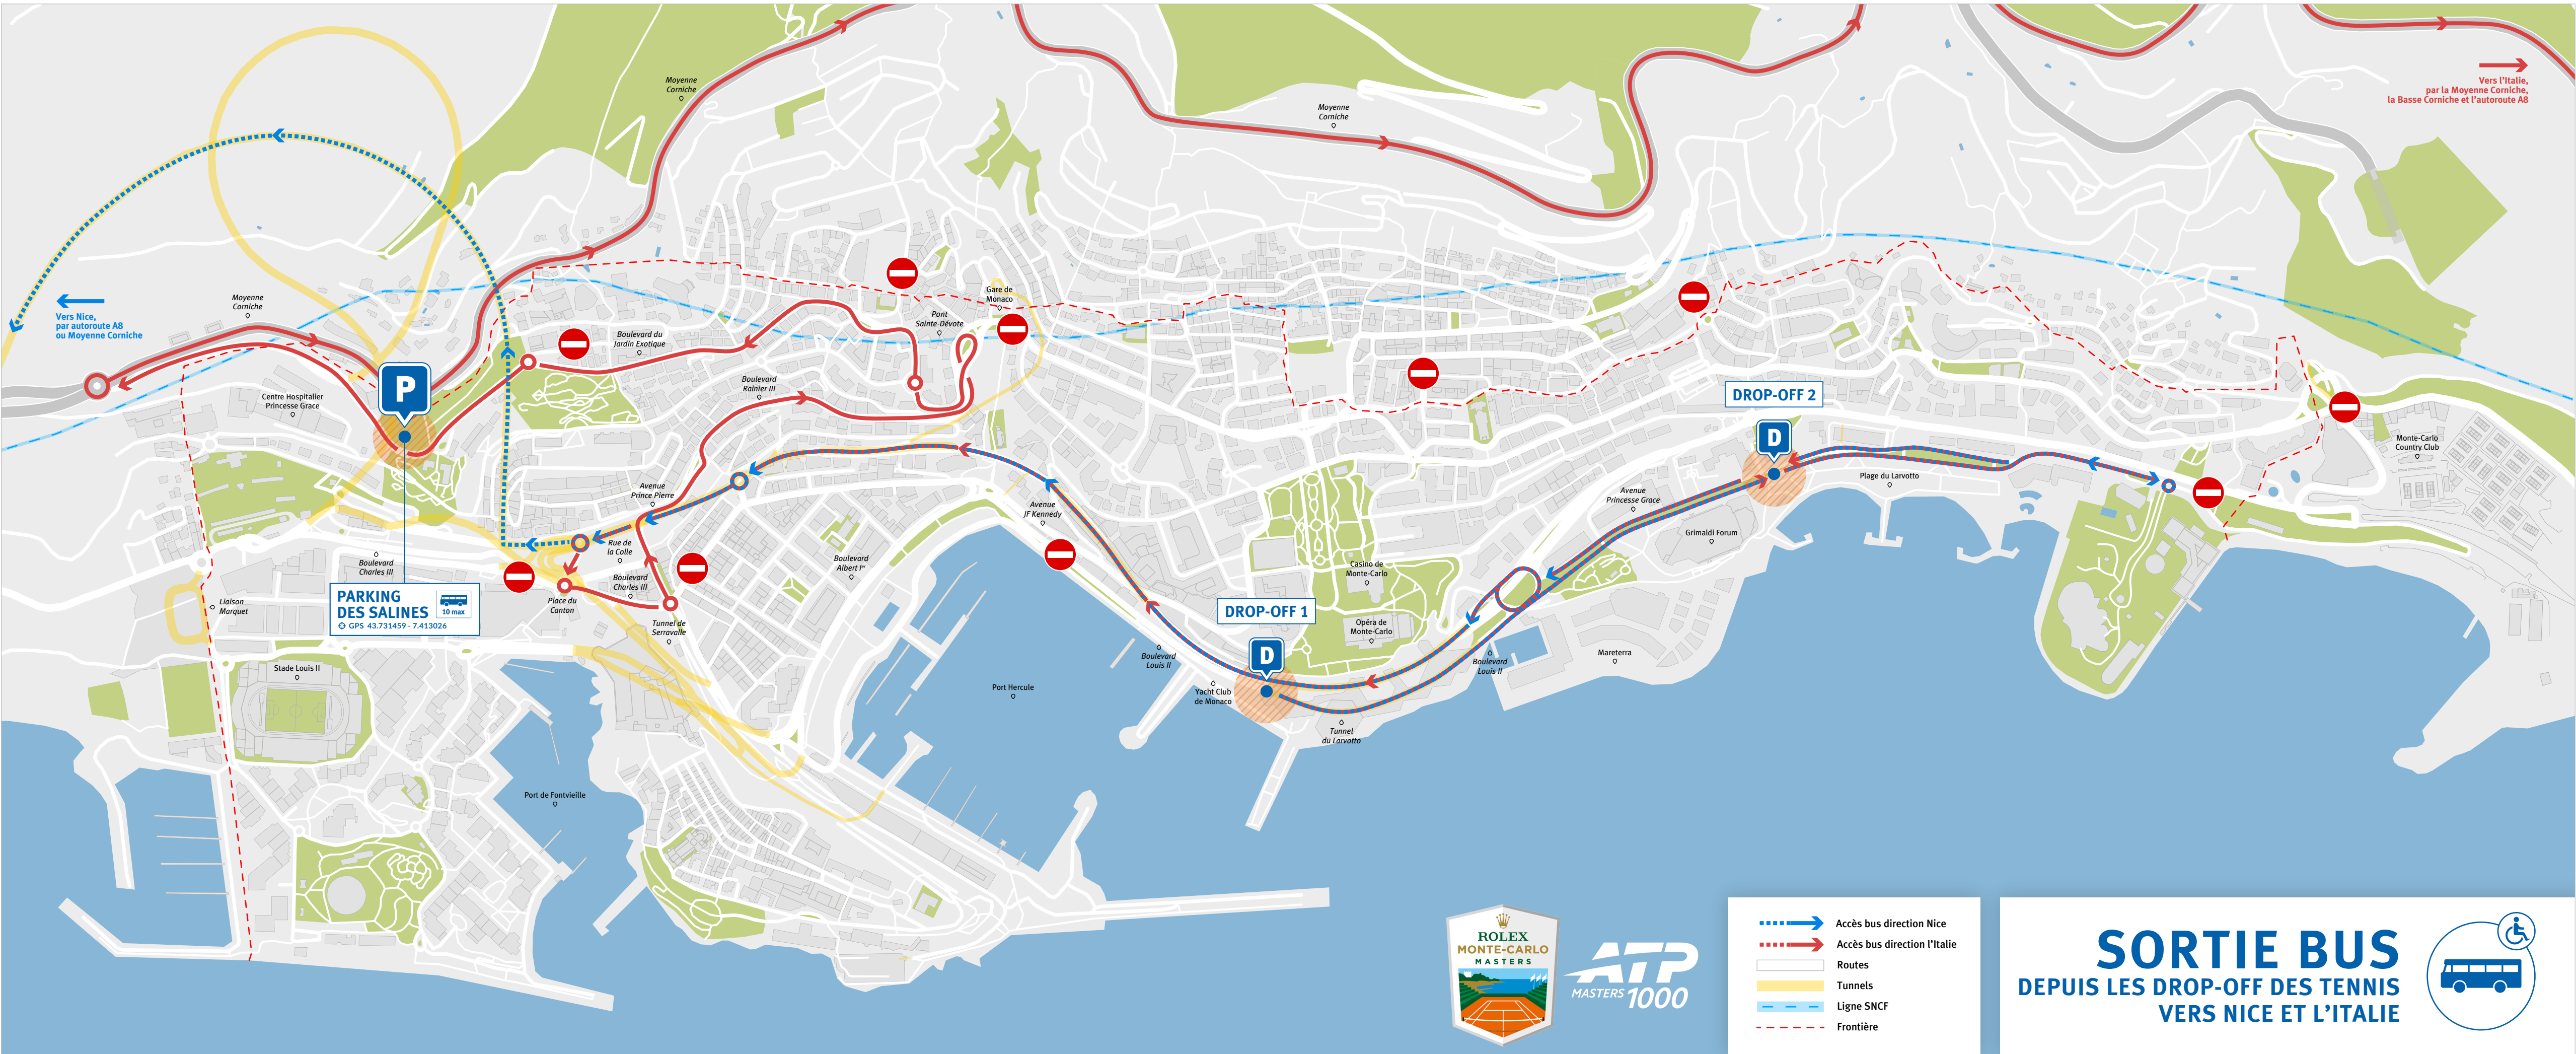 Moyenne
Corniche
Moyenne
Corniche
Vers l'Italie,
par la Moyenne Corniche,
la Basse Corniche et l'autoroute A8
Vers Nice,
par autoroute A8
ou Moyenne Corniche
Moyenne
Corniche
Gare de
Monaco
Pont
Sainte-Dévote
Boulevard du
Jardin Exotique
Boulevard
Rainier III
P
Centre Hospitalier
Princesse Grace
DROP-OFF 2
D
Monte-Carlo
Country Club
Plage du Larvotto
Avenue
Prince Pierre
Avenue
JF Kennedy
Avenue
Princesse Grace
Grimaldi Forum
Rue de
la Colle
Boulevard
Charles III
Boulevard
Albert Iᵉʳ
Boulevard
Charles III
Casino de
Monte-Carlo
PARKING
DES SALINES
10 max
GPS 43.731459 - 7.413026
Liaison
Marquet
Place du
Canton
Tunnel de
Serravalle
DROP-OFF 1
D
Opéra de
Monte-Carlo
Boulevard
Louis II
Boulevard
Louis II
Mareterra
Stade Louis II
Port Hercule
Yacht Club
de Monaco
Tunnel
du Larvotto
Port de Fontvieille
ROLEX
MONTE-CARLO
MASTERS
ATP
MASTERS 1000
Accès bus direction Nice
Accès bus direction l'Italie
Routes
Tunnels
Ligne SNCF
Frontière
SORTIE BUS
DEPUIS LES DROP-OFF DES TENNIS
VERS NICE ET L'ITALIE